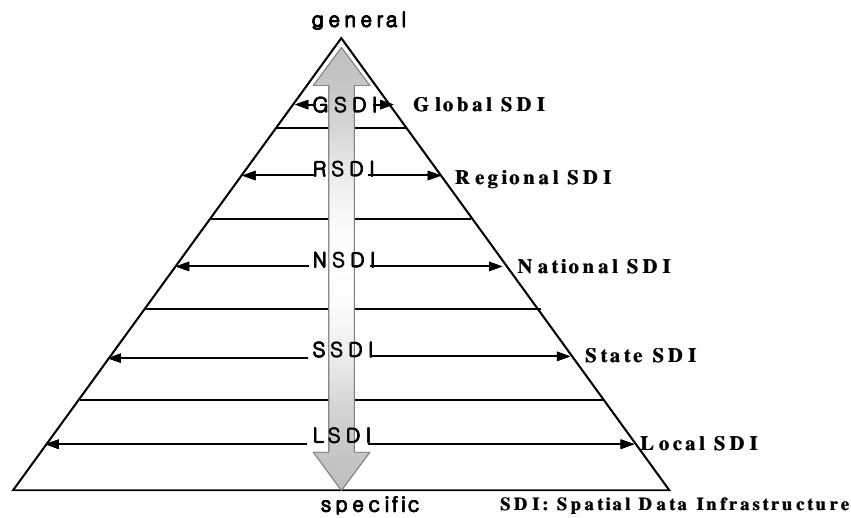 general
GSDI Global SDI
RSDI Regional SDI
NSDI National SDI
SSDI State SDI
LSDI Local SDI
specific SDI: Spatial Data Infrastructure